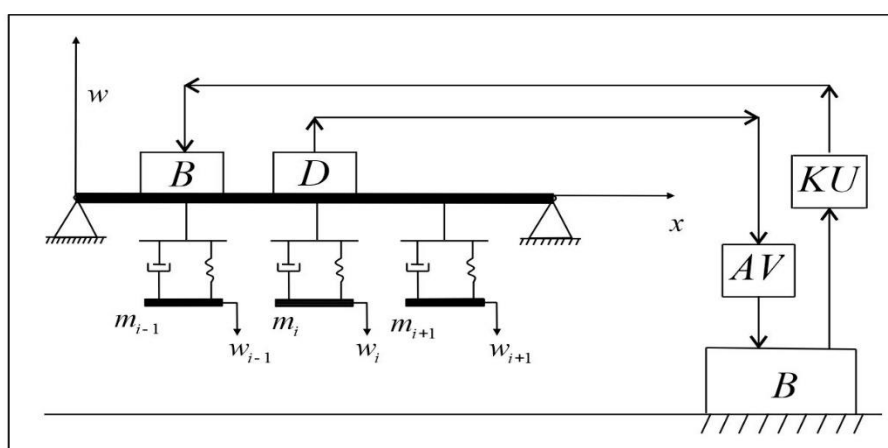 w
B
D
KU
x
AV
m_{i-1}
m_i
m_{i+1}
w_{i-1}
w_i
w_{i+1}
B